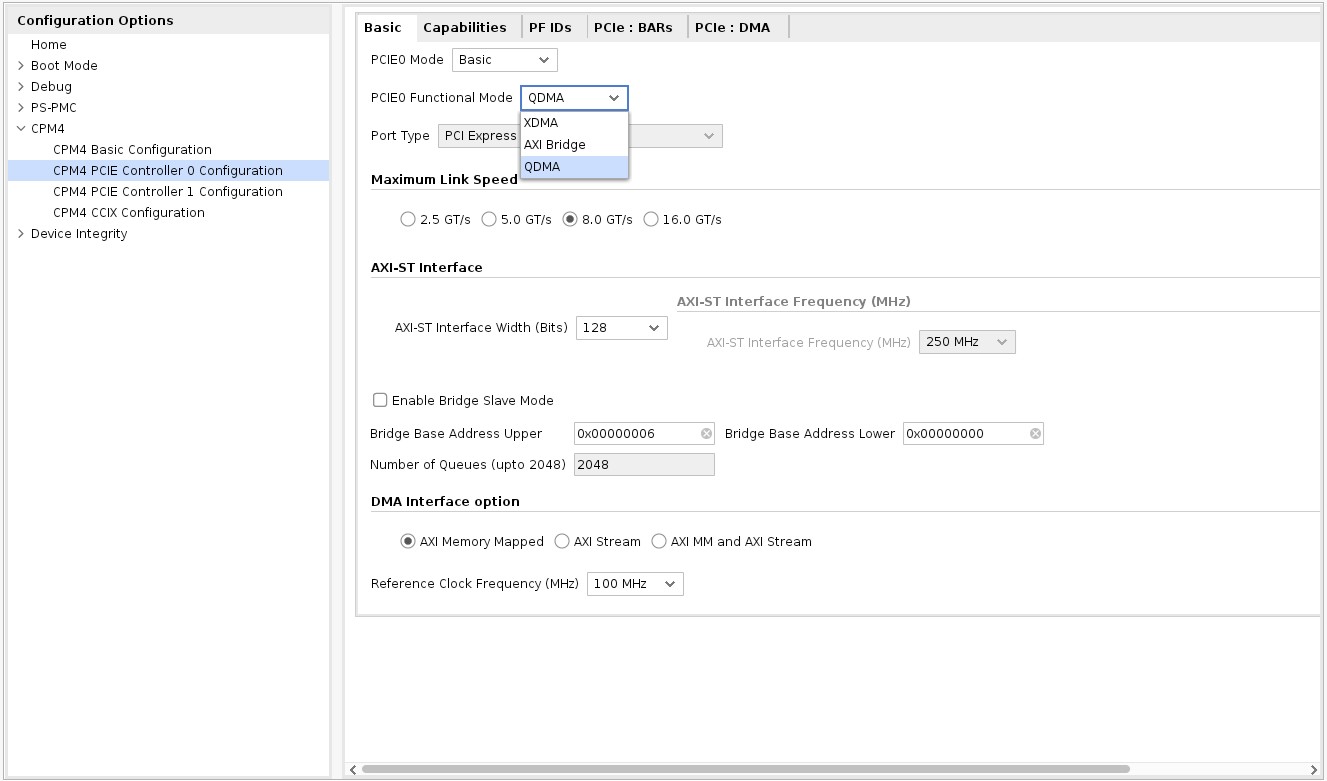 Configuration Options
Home
Boot Mode
Debug
PS-PMC
CPM4
CPM4 Basic Configuration
CPM4 PCIE Controller 0 Configuration
CPM4 PCIE Controller 1 Configuration
CPM4 CCIX Configuration
Device Integrity
Basic Capabilities PF IDs PCIe : BARs PCIe : DMA
PCIE0 Mode Basic
PCIE0 Functional Mode QDMA
XDMA
AXI Bridge
QDMA
Port Type PCI Express
Maximum Link Speed
2.5 GT/s 5.0 GT/s 8.0 GT/s 16.0 GT/s
AXI-ST Interface
AXI-ST Interface Frequency (MHz)
AXI-ST Interface Width (Bits) 128
AXI-ST Interface Frequency (MHz) 250 MHz
Enable Bridge Slave Mode
Bridge Base Address Upper 0x00000006 Bridge Base Address Lower 0x00000000
Number of Queues (upto 2048) 2048
DMA Interface option
AXI Memory Mapped AXI Stream AXI MM and AXI Stream
Reference Clock Frequency (MHz) 100 MHz